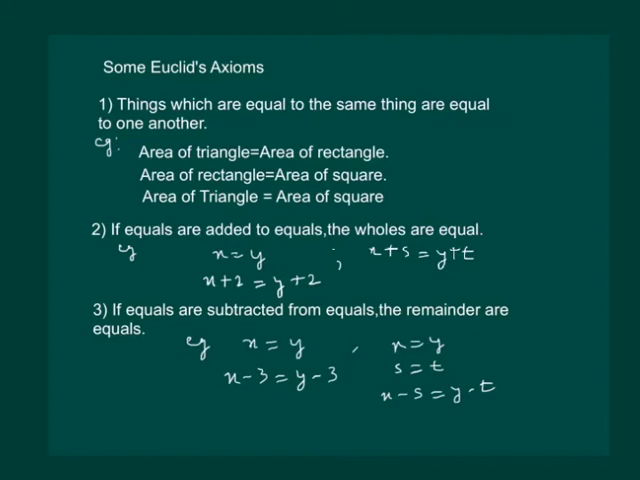 Some Euclid's Axioms
1) Things which are equal to the same thing are equal
to one another.
eg:
Area of triangle=Area of rectangle.
Area of rectangle=Area of square.
Area of Triangle = Area of square
2) If equals are added to equals,the wholes are equal.
eg x=y ; x+s=y+t
x+2=y+2
3) If equals are subtracted from equals,the remainder are
equals.
eg x=y , x=y
s=t
x-3=y-3
x-s=y-t